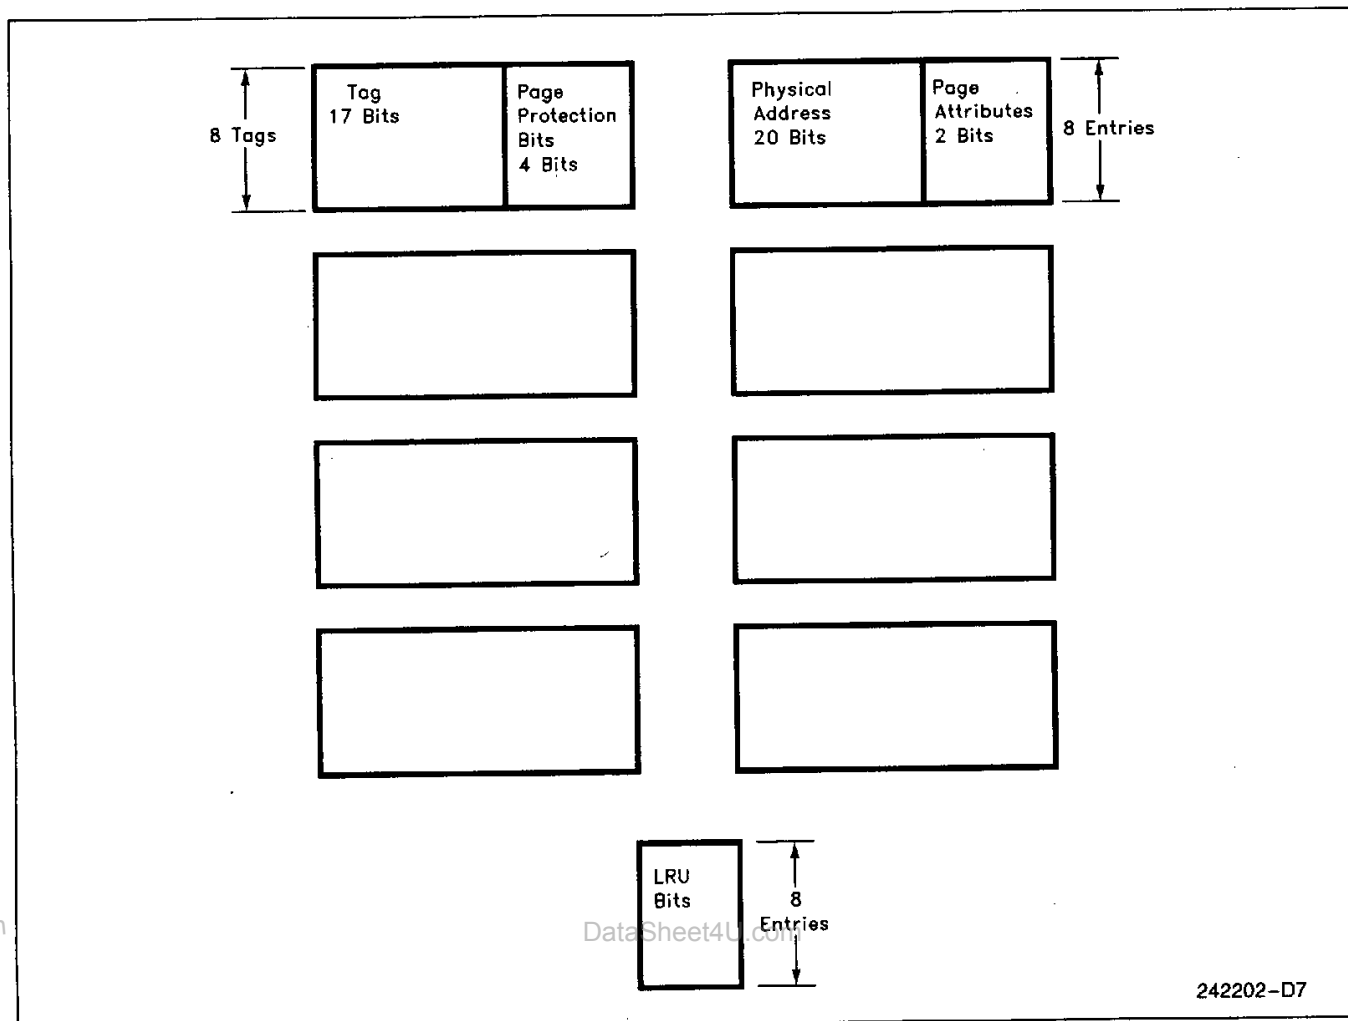 Tag
17 Bits
Page
Protection
Bits
4 Bits
8 Tags
Physical
Address
20 Bits
Page
Attributes
2 Bits
8 Entries
LRU
Bits
8
Entries
DataSheet4U.com
242202-D7